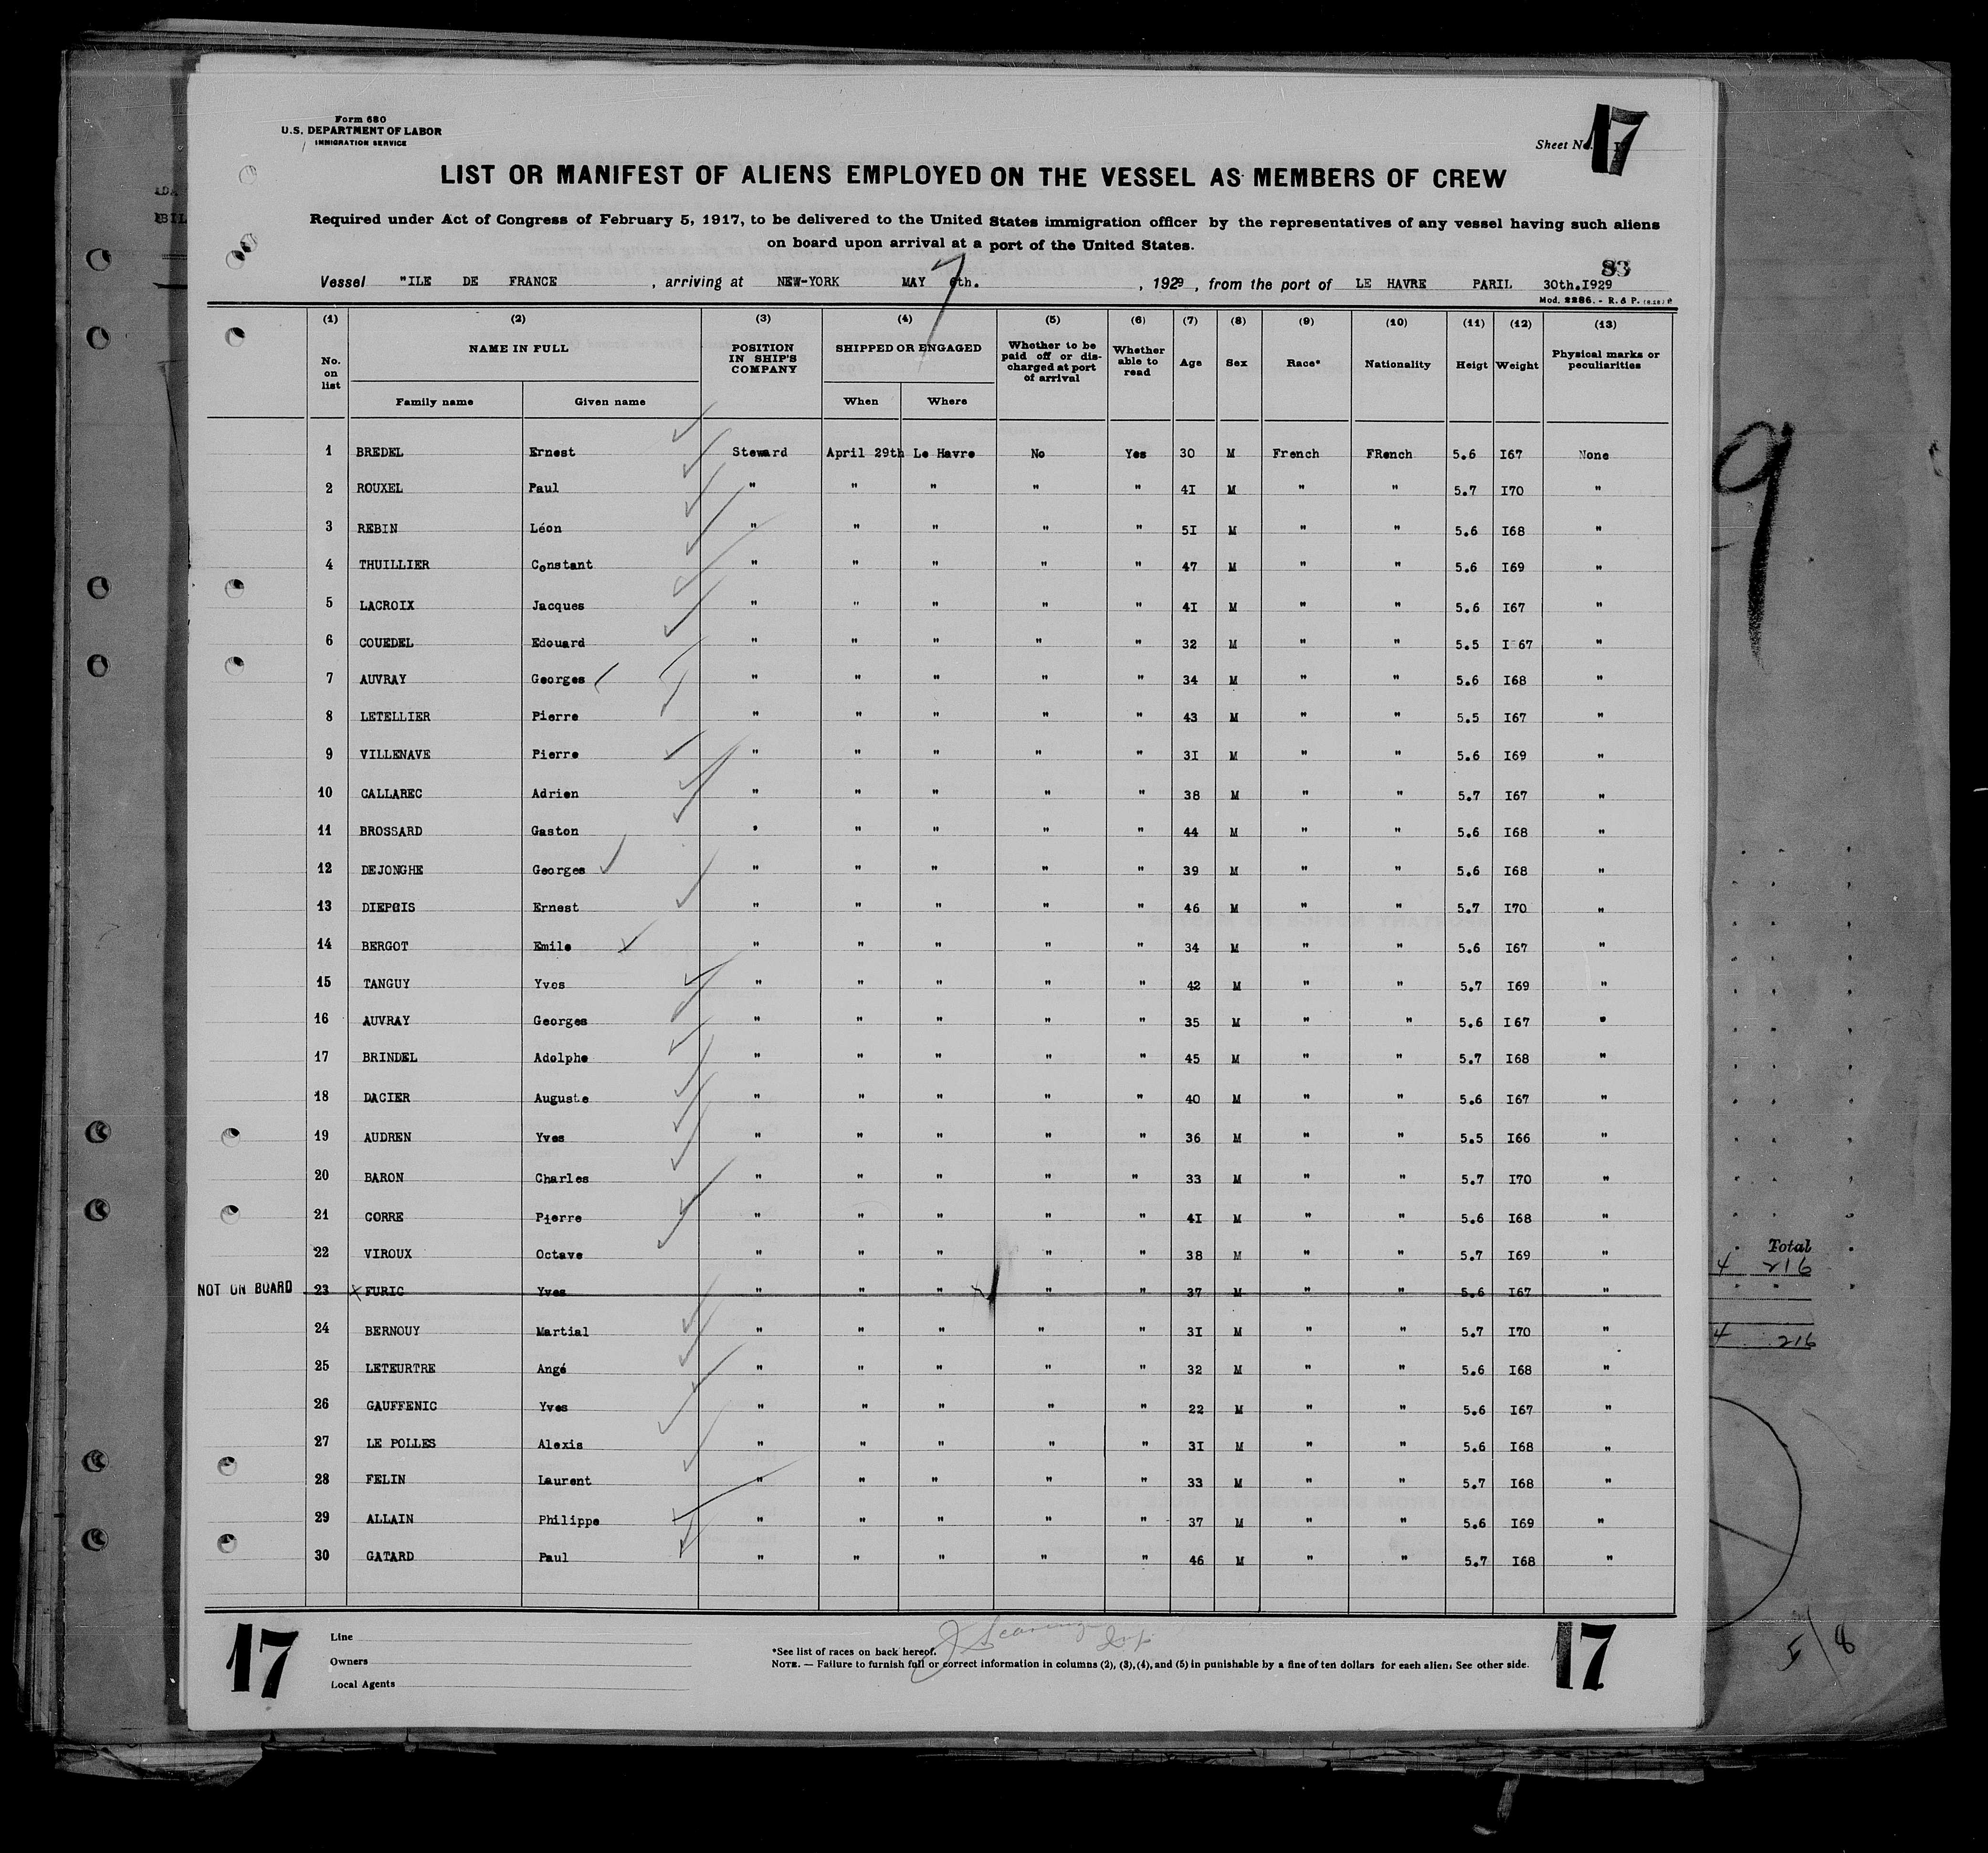 Form 680
U.S. DEPARTMENT OF LABOR
IMMIGRATION SERVICE
Sheet No. 17
LIST OR MANIFEST OF ALIENS EMPLOYED ON THE VESSEL AS MEMBERS OF CREW
Required under Act of Congress of February 5, 1917, to be delivered to the United States immigration officer by the representatives of any vessel having such aliens
on board upon arrival at a port of the United States.
83
Vessel "ILE DE FRANCE , arriving at NEW-YORK MAY 7 6th. , 1929 , from the port of LE HAVRE PARIL 30th.I929
Mod. 2286. - R. & P.
(1) (2) (3) (4) (5) (6) (7) (8) (9) (10) (11) (12) (13)
No. on list NAME IN FULL POSITION IN SHIP'S COMPANY SHIPPED OR ENGAGED Whether to be paid off or discharged at port of arrival Whether able to read Age Sex Race* Nationality Heigt Weight Physical marks or peculiarities
Family name Given name When Where
1 BREDEL Ernest Steward April 29th Le Havre No Yes 30 M French FRench 5.6 I67 None
2 ROUXEL Paul " " " " " 4I M " " 5.7 I70 "
3 REBIN Léon " " " " " 5I M " " 5.6 I68 "
4 THUILLIER Constant " " " " " 47 M " " 5.6 I69 "
5 LACROIX Jacques " " " " " 4I M " " 5.6 I67 "
6 COUEDEL Edouard " " " " " 32 M " " 5.5 I 67 "
7 AUVRAY Georges " " " " " 34 M " " 5.6 I68 "
8 LETELLIER Pierre " " " " " 43 M " " 5.5 I67 "
9 VILLENAVE Pierre " " " " " 3I M " " 5.6 I69 "
10 CALLAREC Adrien " " " " " 38 M " " 5.7 I67 "
11 BROSSARD Gaston " " " " " 44 M " " 5.6 I68 "
12 DEJONGHE Georges " " " " " 39 M " " 5.6 I68 "
13 DIEPOIS Ernest " " " " " 46 M " " 5.7 I70 "
14 BERGOT Emile " " " " " 34 M " " 5.6 I67 "
15 TANGUY Yves " " " " " 42 M " " 5.7 I69 "
16 AUVRAY Georges " " " " " 35 M " " 5.6 I67 "
17 BRINDEL Adolphe " " " " " 45 M " " 5.7 I68 "
18 DACIER Auguste " " " " " 40 M " " 5.6 I67 "
19 AUDREN Yves " " " " " 36 M " " 5.5 I66 "
20 BARON Charles " " " " " 33 M " " 5.7 I70 "
21 CORRE Pierre " " " " " 4I M " " 5.6 I68 "
22 VIROUX Octave " " " " " 38 M " " 5.7 I69 "
NOT ON BOARD 23 x FURIC Yves " " " " " 37 M " " 5.6 I67 "
24 BERNOUY Martial " " " " " 3I M " " 5.7 I70 "
25 LETEURTRE Angé " " " " " 32 M " " 5.6 I68 "
26 GAUFFENIC Yves " " " " " 22 M " " 5.6 I67 "
27 LE POLLES Alexis " " " " " 3I M " " 5.6 I68 "
28 FELIN Laurent " " " " " 33 M " " 5.7 I68 "
29 ALLAIN Philippe " " " " " 37 M " " 5.6 I69 "
30 GATARD Paul " " " " " 46 M " " 5.7 I68 "
17
Line
Owners
Local Agents
*See list of races on back hereof.
NOTE. — Failure to furnish full or correct information in columns (2), (3), (4), and (5) in punishable by a fine of ten dollars for each alien. See other side.
17
9
Total
4 216
4 216
5/8